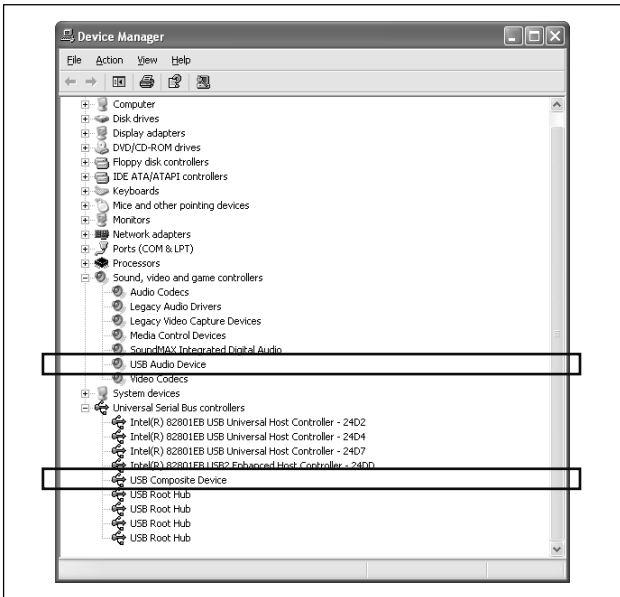 Device Manager
File Action View Help
Computer
Disk drives
Display adapters
DVD/CD-ROM drives
Floppy disk controllers
IDE ATA/ATAPI controllers
Keyboards
Mice and other pointing devices
Monitors
Network adapters
Ports (COM & LPT)
Processors
Sound, video and game controllers
Audio Codecs
Legacy Audio Drivers
Legacy Video Capture Devices
Media Control Devices
SoundMAX Integrated Digital Audio
USB Audio Device
Video Codecs
System devices
Universal Serial Bus controllers
Intel(R) 82801EB USB Universal Host Controller - 24D2
Intel(R) 82801EB USB Universal Host Controller - 24D4
Intel(R) 82801EB USB Universal Host Controller - 24D7
Intel(R) 82801EB USB2 Enhanced Host Controller - 24DD
USB Composite Device
USB Root Hub
USB Root Hub
USB Root Hub
USB Root Hub